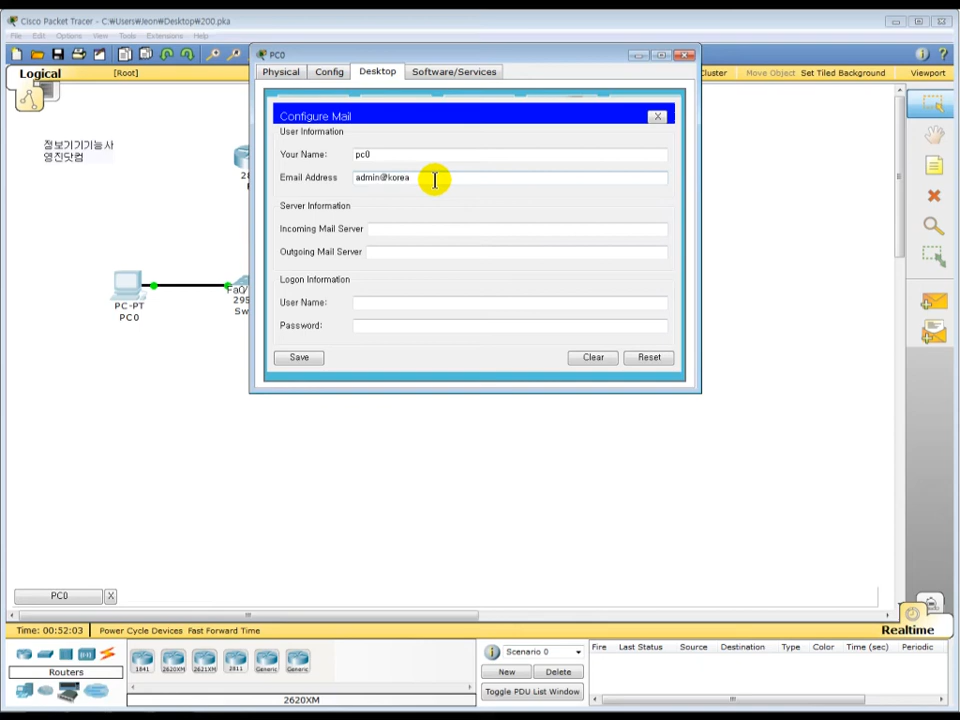 Cisco Packet Tracer - C:\Users\Jeon\Desktop\200.pka
File Edit Options View Tools Extensions Help
PC0
Logical
[Root]
Cluster Move Object Set Tiled Background Viewport
Physical Config Desktop Software/Services
Configure Mail
X
User Information
Your Name: pc0
Email Address admin@korea
Server Information
Incoming Mail Server
Outgoing Mail Server
Logon Information
User Name:
Password:
Save Clear Reset
정보기기기능사
영진닷컴
28
PC-PT
PC0
Fa0/
295
Sw
PC0 X
Time: 00:52:03 Power Cycle Devices Fast Forward Time
Realtime
Routers
1841 2620XM 2621XM 2811 Generic Generic
2620XM
Scenario 0
New Delete
Toggle PDU List Window
Fire Last Status Source Destination Type Color Time (sec) Periodic